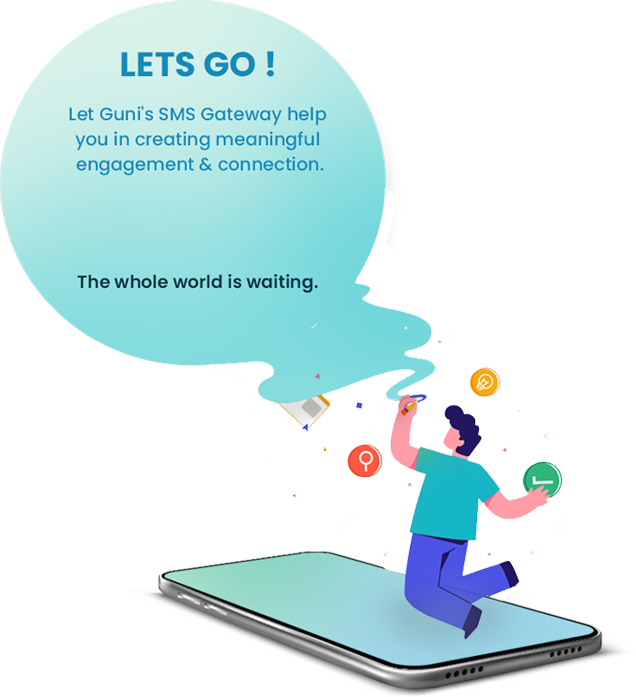 LETS GO !
Let Guni's SMS Gateway help
you in creating meaningful
engagement & connection.
The whole world is waiting.